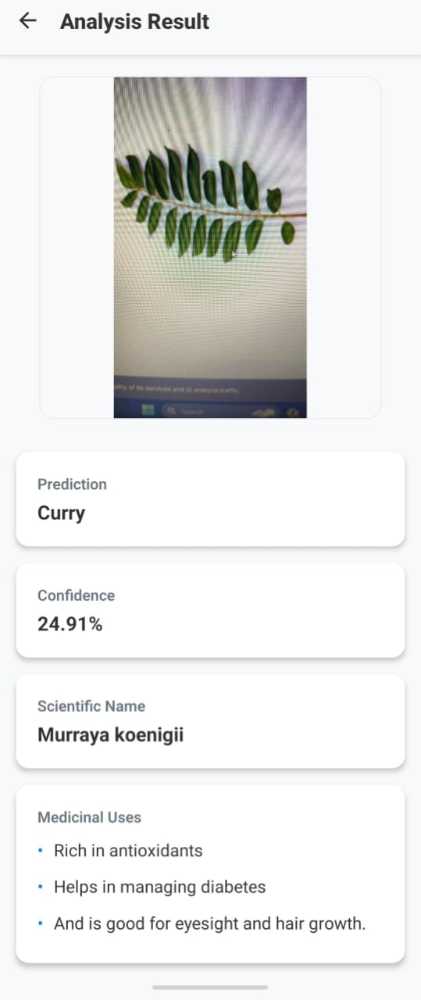 Analysis Result
ality of its services and to analyze traffic.
Search
Prediction
Curry
Confidence
24.91%
Scientific Name
Murraya koenigii
Medicinal Uses
• Rich in antioxidants
• Helps in managing diabetes
• And is good for eyesight and hair growth.